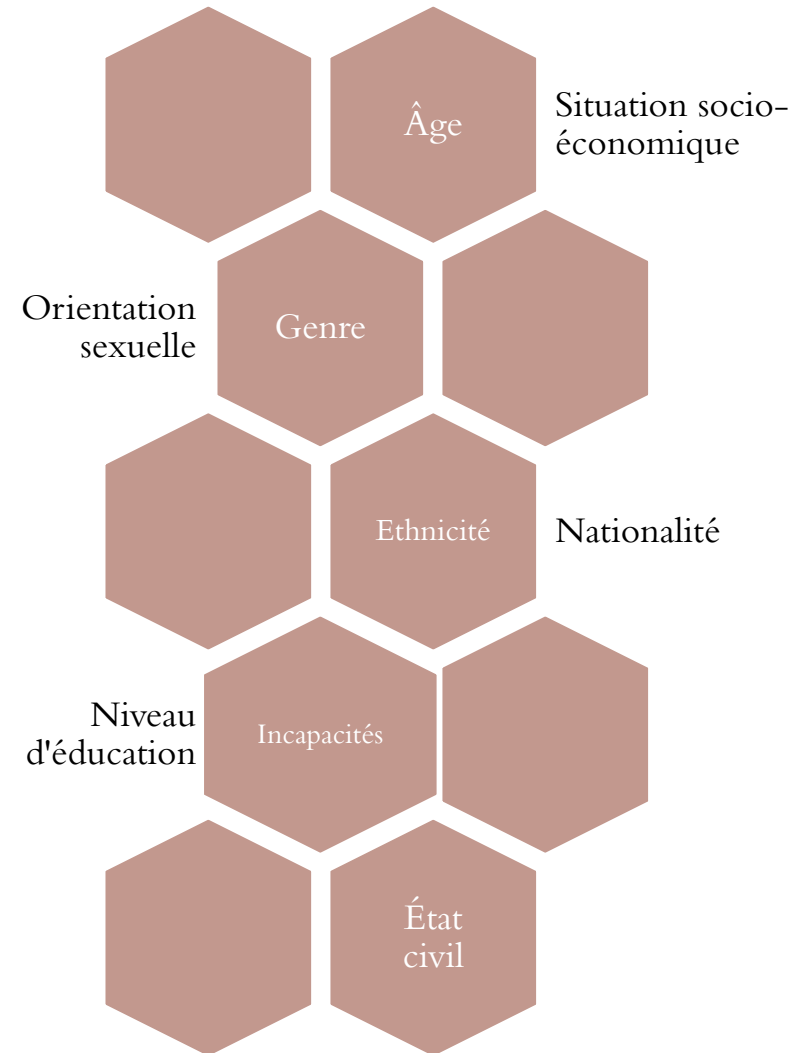 Âge
Situation socio-
économique
Orientation
sexuelle
Genre
Ethnicité
Nationalité
Niveau
d'éducation
Incapacités
État
civil